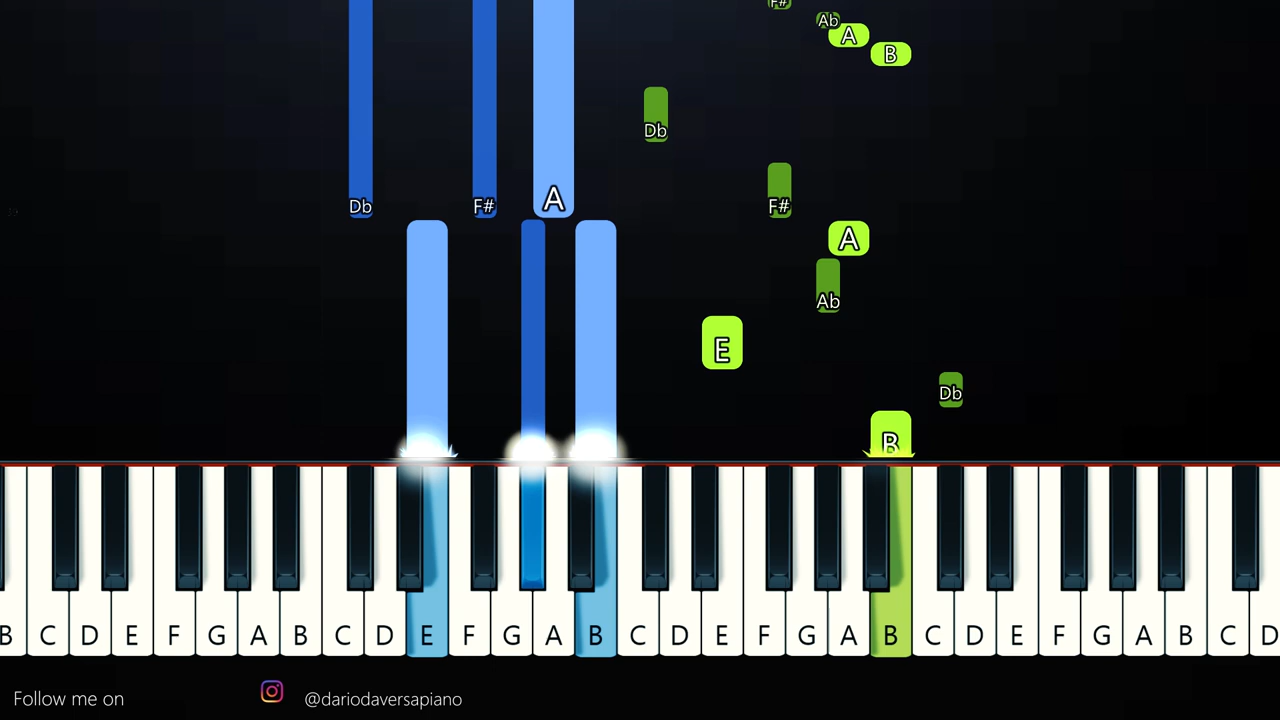 F#
Ab
A
B
Db
Db F# A F#
A
Ab
E
Db
B
B C D E F G A B C D E F G A B C D E F G A B C D E F G A B C D
Follow me on @dariodaversapiano